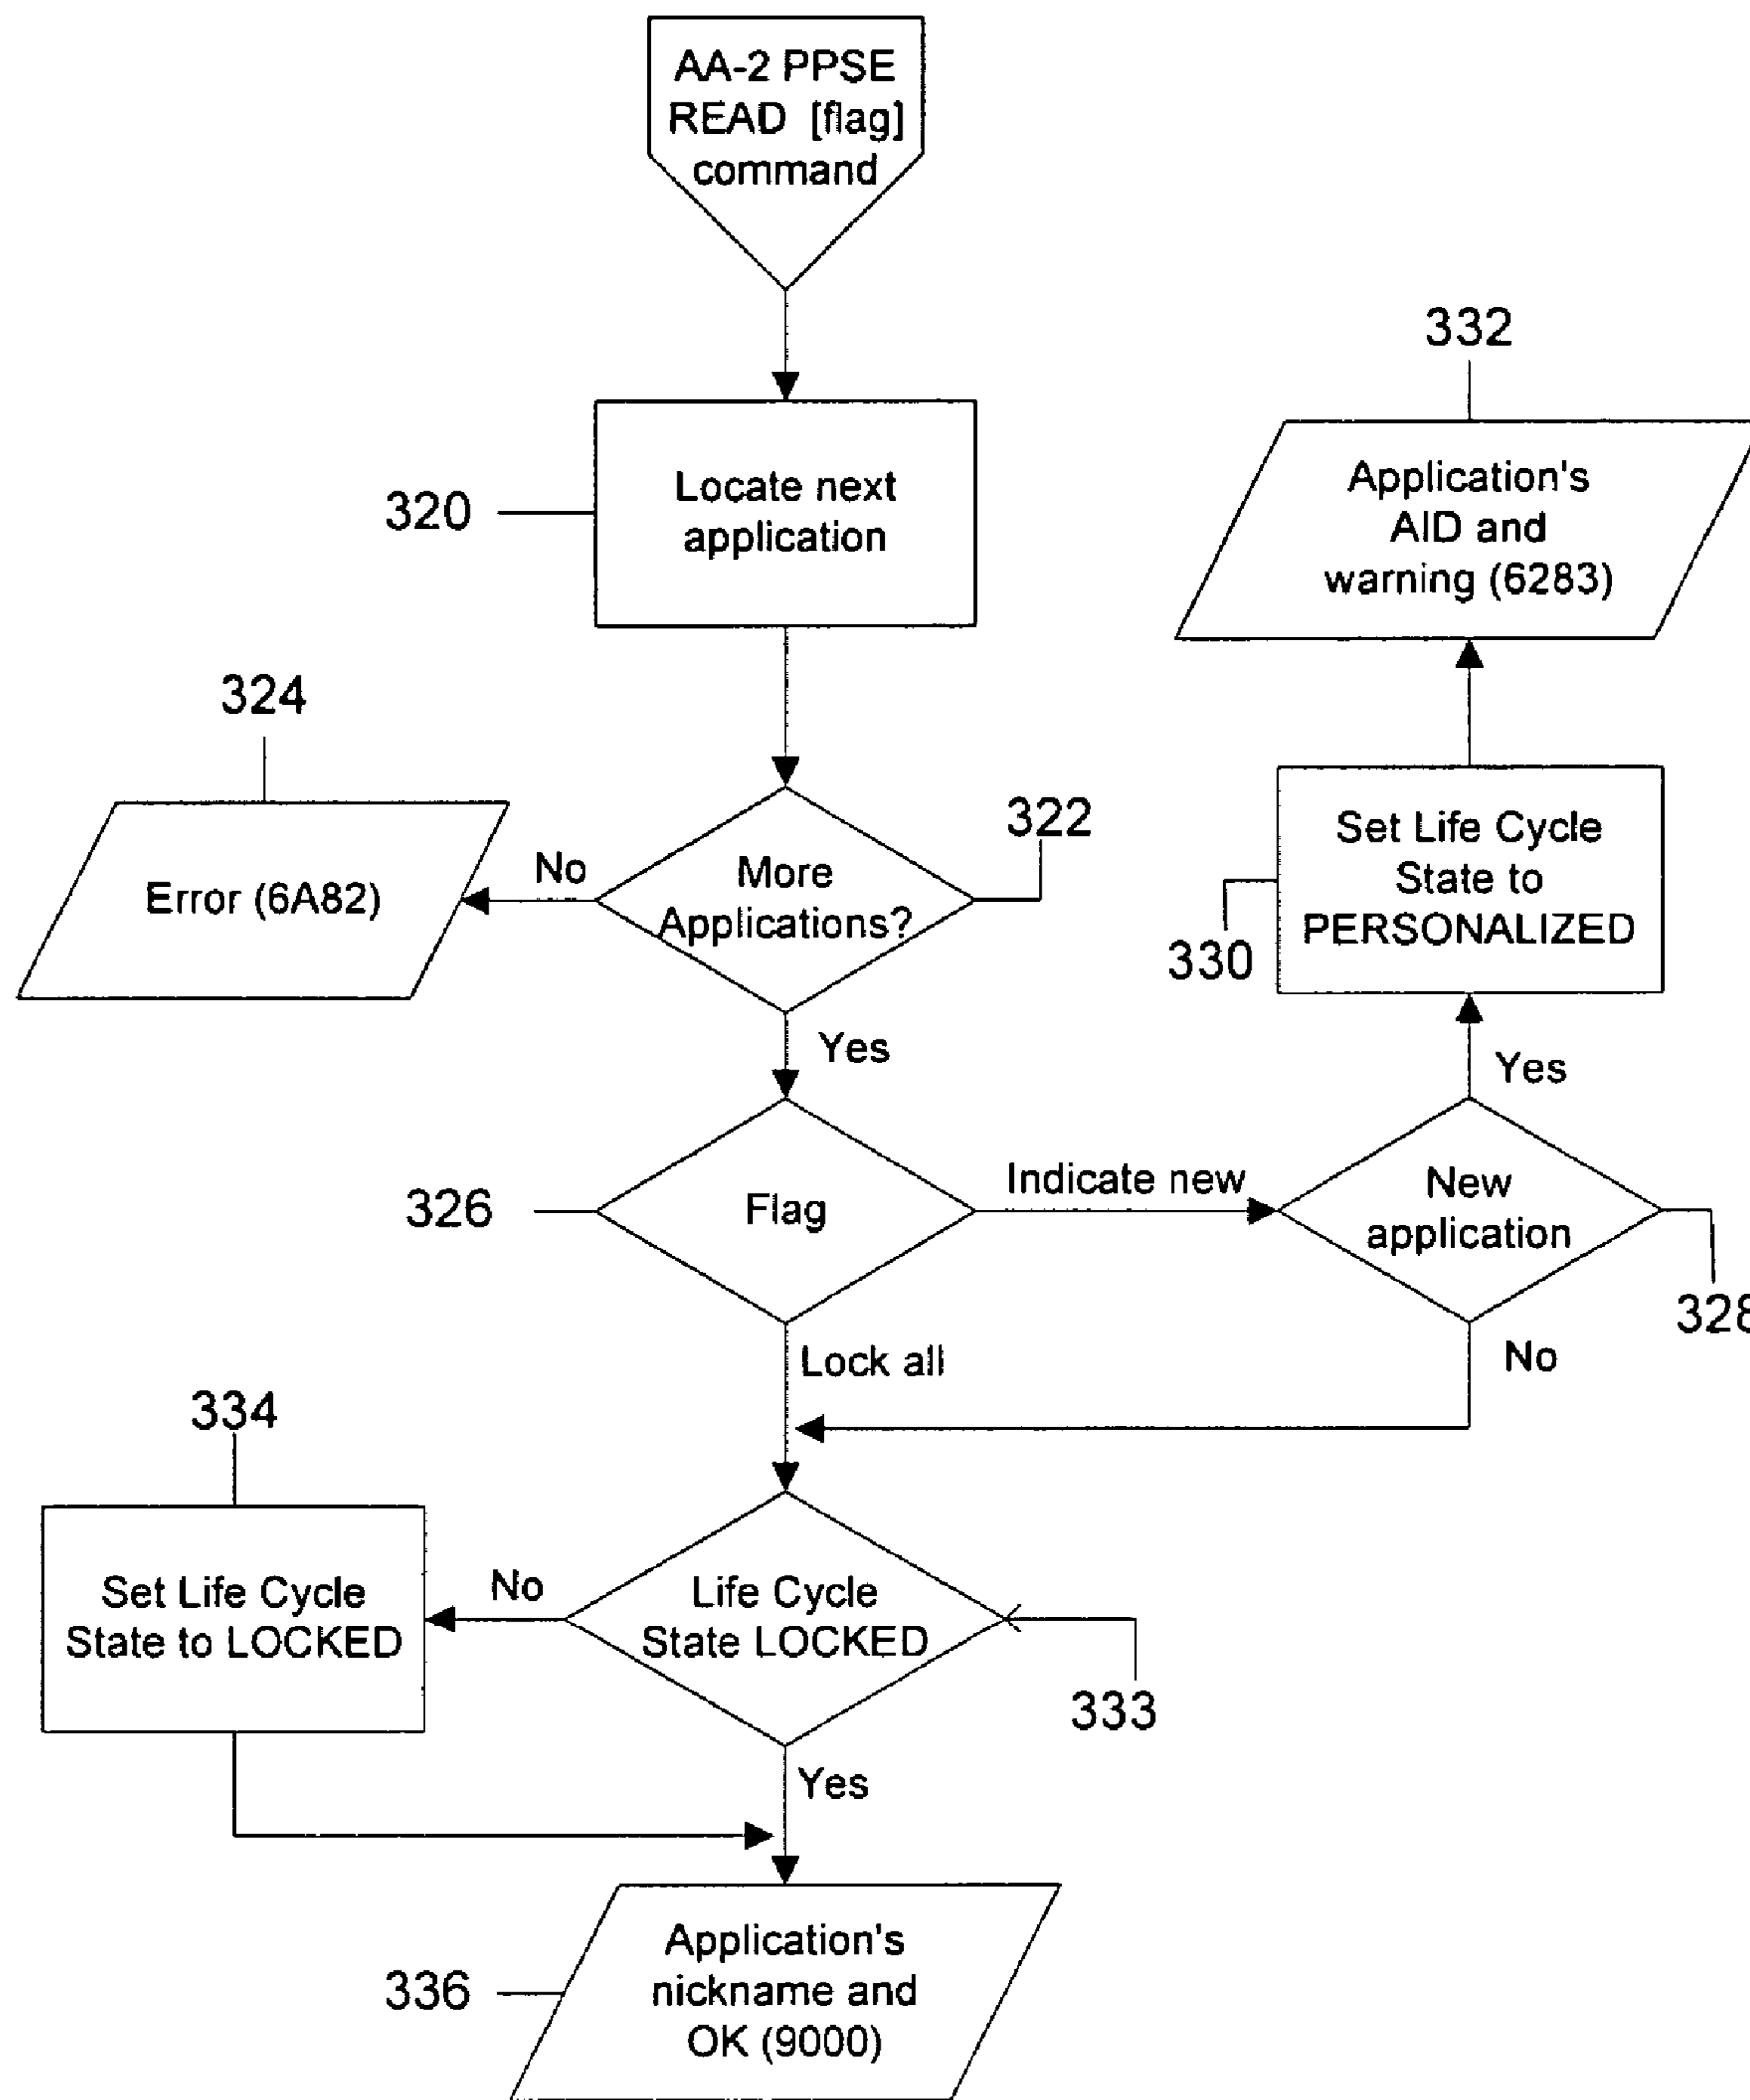 AA-2 PPSE
READ [flag]
command
332
Application's
AID and
warning (6283)
320
Locate next
application
324
322
Error (6A82)
No
More
Applications?
Set Life Cycle
State to
PERSONALIZED
330
Yes
Yes
326
Flag
Indicate new
New
application
328
Lock all
No
334
Set Life Cycle
State to LOCKED
No
Life Cycle
State LOCKED
333
Yes
336
Application's
nickname and
OK (9000)